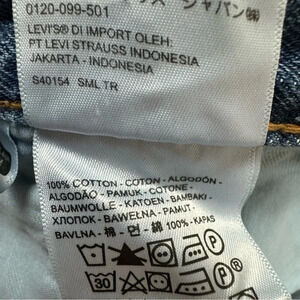 ジャパン(株)
0120-099-501
LEVI'S® DI IMPORT OLEH:
PT LEVI STRAUSS INDONESIA
JAKARTA - INDONESIA
S40154 SML TR
100% COTTON - COTON - ALGODÓN -
ALGODÃO - PAMUK - COTONE -
BAUMWOLLE - KATOEN - BAMBAKI -
ХЛОПОК - BAWEŁNA - PAMUT -
BAVLNA - 棉 - 면 - 綿 100% - KAPAS
P
30
P